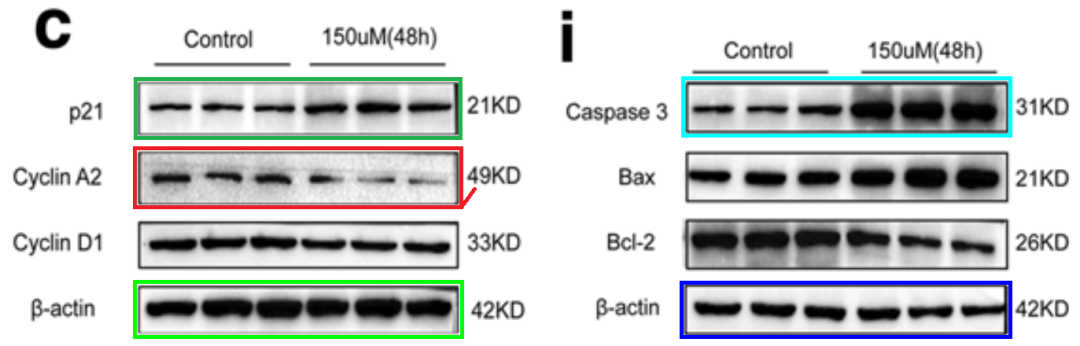 c
Control 150uM(48h)
p21 21KD
Cyclin A2 49KD
Cyclin D1 33KD
β-actin 42KD
i
Control 150uM(48h)
Caspase 3 31KD
Bax 21KD
Bcl-2 26KD
β-actin 42KD